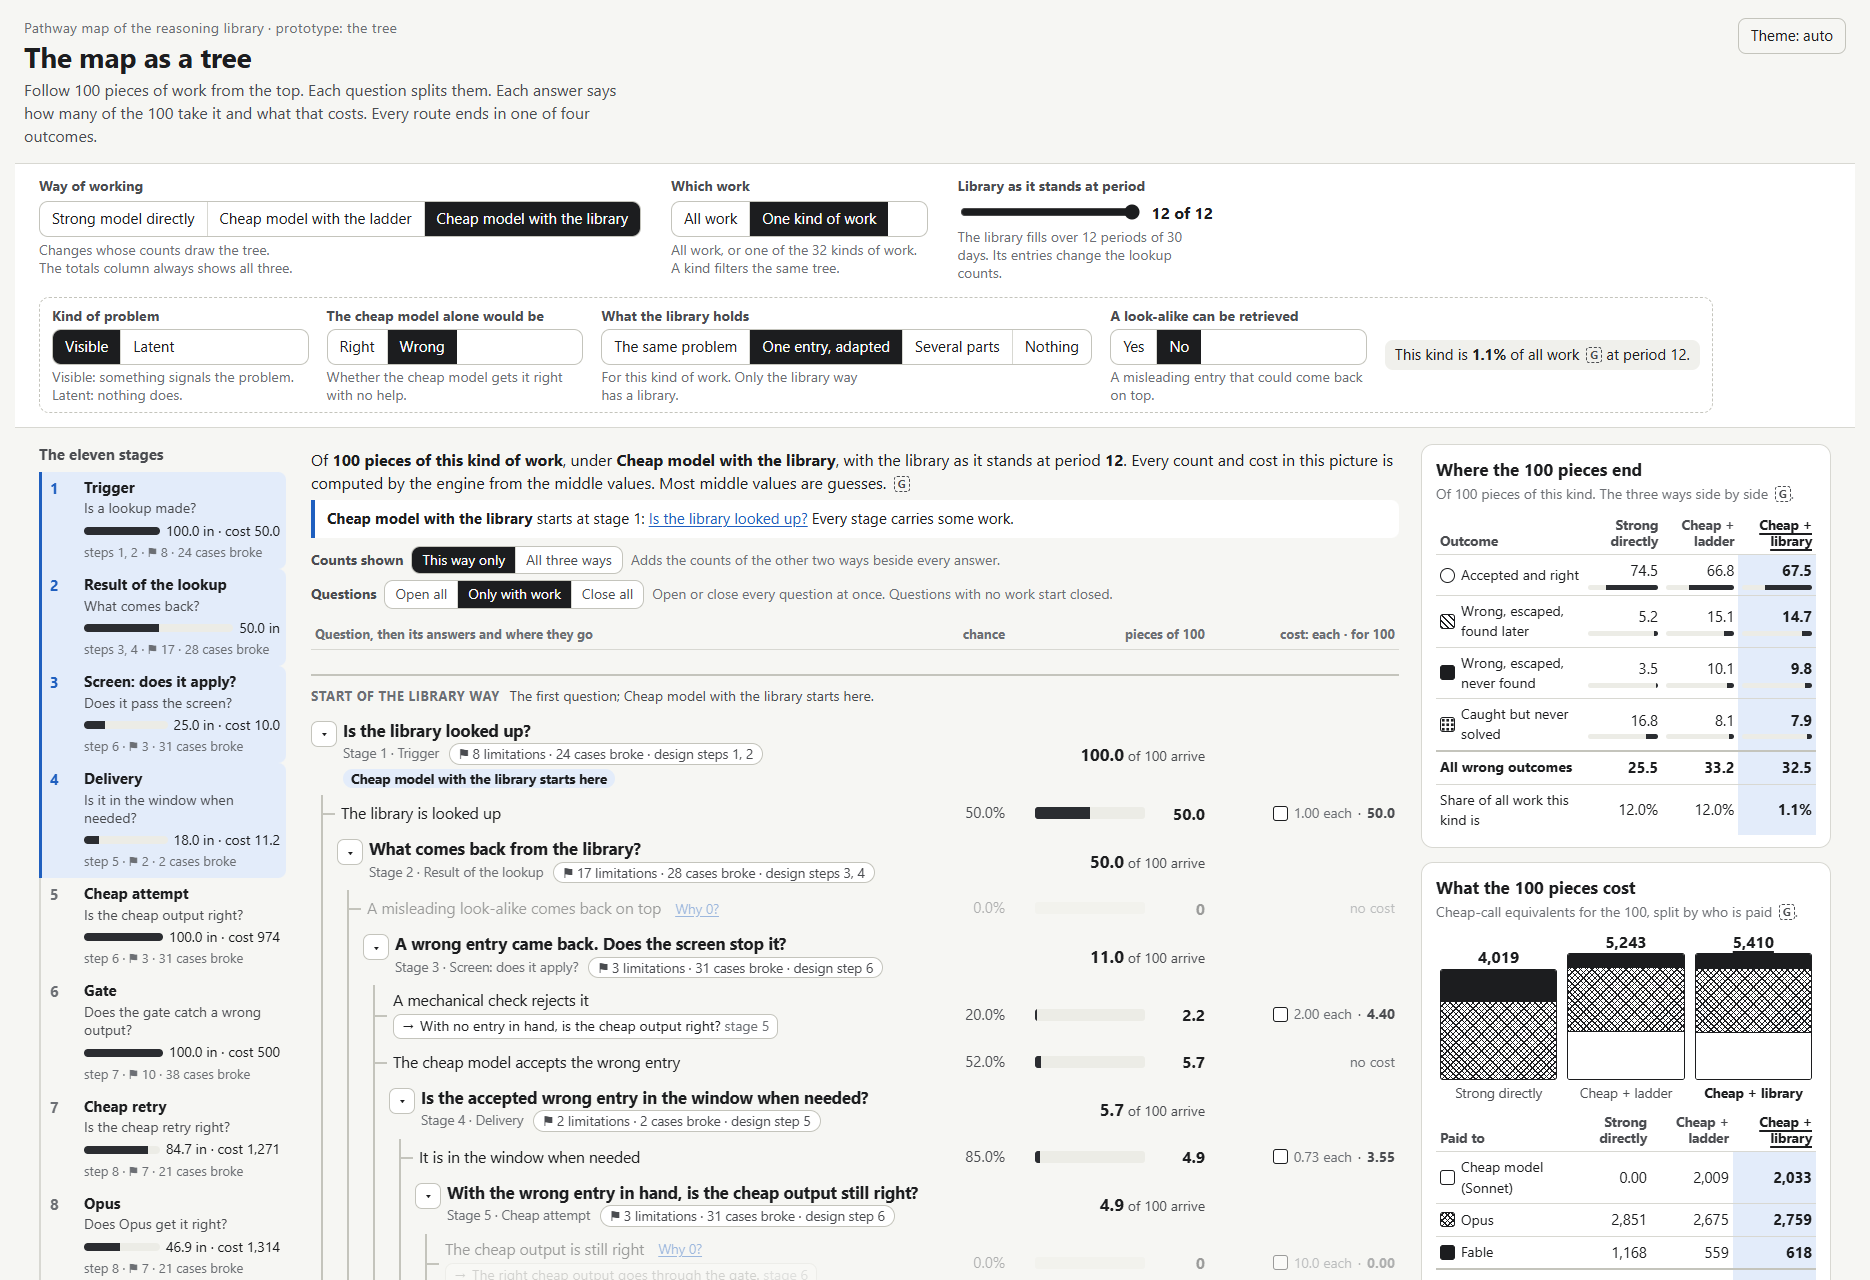 Pathway map of the reasoning library · prototype: the tree
Theme: auto
The map as a tree
Follow 100 pieces of work from the top. Each question splits them. Each answer says
how many of the 100 take it and what that costs. Every route ends in one of four
outcomes.
Way of working
Strong model directly
Cheap model with the ladder
Cheap model with the library
Changes whose counts draw the tree.
The totals column always shows all three.
Which work
All work
One kind of work
All work, or one of the 32 kinds of work.
A kind filters the same tree.
Library as it stands at period
12 of 12
The library fills over 12 periods of 30
days. Its entries change the lookup
counts.
Kind of problem
Visible
Latent
Visible: something signals the problem.
Latent: nothing does.
The cheap model alone would be
Right
Wrong
Whether the cheap model gets it right
with no help.
What the library holds
The same problem
One entry, adapted
Several parts
Nothing
For this kind of work. Only the library way
has a library.
A look-alike can be retrieved
Yes
No
A misleading entry that could come back
on top.
This kind is 1.1% of all work G at period 12.
The eleven stages
1 Trigger
Is a lookup made?
100.0 in · cost 50.0
steps 1, 2 · ⚑ 8 · 24 cases broke
2 Result of the lookup
What comes back?
50.0 in
steps 3, 4 · ⚑ 17 · 28 cases broke
3 Screen: does it apply?
Does it pass the screen?
25.0 in · cost 10.0
step 6 · ⚑ 3 · 31 cases broke
4 Delivery
Is it in the window when
needed?
18.0 in · cost 11.2
step 5 · ⚑ 2 · 2 cases broke
5 Cheap attempt
Is the cheap output right?
100.0 in · cost 974
step 6 · ⚑ 3 · 31 cases broke
6 Gate
Does the gate catch a wrong
output?
100.0 in · cost 500
step 7 · ⚑ 10 · 38 cases broke
7 Cheap retry
Is the cheap retry right?
84.7 in · cost 1,271
step 8 · ⚑ 7 · 21 cases broke
8 Opus
Does Opus get it right?
46.9 in · cost 1,314
step 8 · ⚑ 7 · 21 cases broke
Of 100 pieces of this kind of work, under Cheap model with the library, with the library as it stands at period 12. Every count and cost in this picture is
computed by the engine from the middle values. Most middle values are guesses. G
Cheap model with the library starts at stage 1: Is the library looked up? Every stage carries some work.
Counts shown
This way only
All three ways
Adds the counts of the other two ways beside every answer.
Questions
Open all
Only with work
Close all
Open or close every question at once. Questions with no work start closed.
Question, then its answers and where they go
chance
pieces of 100
cost: each · for 100
START OF THE LIBRARY WAY The first question; Cheap model with the library starts here.
Is the library looked up?
Stage 1 · Trigger
⚑ 8 limitations · 24 cases broke · design steps 1, 2
100.0 of 100 arrive
Cheap model with the library starts here
The library is looked up
50.0%
50.0
1.00 each · 50.0
What comes back from the library?
Stage 2 · Result of the lookup
⚑ 17 limitations · 28 cases broke · design steps 3, 4
50.0 of 100 arrive
A misleading look-alike comes back on top Why 0?
0.0%
0
no cost
A wrong entry came back. Does the screen stop it?
Stage 3 · Screen: does it apply?
⚑ 3 limitations · 31 cases broke · design step 6
11.0 of 100 arrive
A mechanical check rejects it
→ With no entry in hand, is the cheap output right? stage 5
20.0%
2.2
2.00 each · 4.40
The cheap model accepts the wrong entry
52.0%
5.7
no cost
Is the accepted wrong entry in the window when needed?
Stage 4 · Delivery
⚑ 2 limitations · 2 cases broke · design step 5
5.7 of 100 arrive
It is in the window when needed
85.0%
4.9
0.73 each · 3.55
With the wrong entry in hand, is the cheap output still right?
Stage 5 · Cheap attempt
⚑ 3 limitations · 31 cases broke · design step 6
4.9 of 100 arrive
The cheap output is still right Why 0?
→ The right cheap output goes through the gate. stage 6
0.0%
0
10.0 each · 0.00
Where the 100 pieces end
Of 100 pieces of this kind. The three ways side by side G.
Outcome
Strong directly
Cheap + ladder
Cheap + library
Accepted and right 74.5 66.8 67.5
Wrong, escaped, found later 5.2 15.1 14.7
Wrong, escaped, never found 3.5 10.1 9.8
Caught but never solved 16.8 8.1 7.9
All wrong outcomes 25.5 33.2 32.5
Share of all work this kind is 12.0% 12.0% 1.1%
What the 100 pieces cost
Cheap-call equivalents for the 100, split by who is paid G.
4,019
5,243
5,410
Strong directly
Cheap + ladder
Cheap + library
Paid to
Strong directly
Cheap + ladder
Cheap + library
Cheap model (Sonnet) 0.00 2,009 2,033
Opus 2,851 2,675 2,759
Fable 1,168 559 618